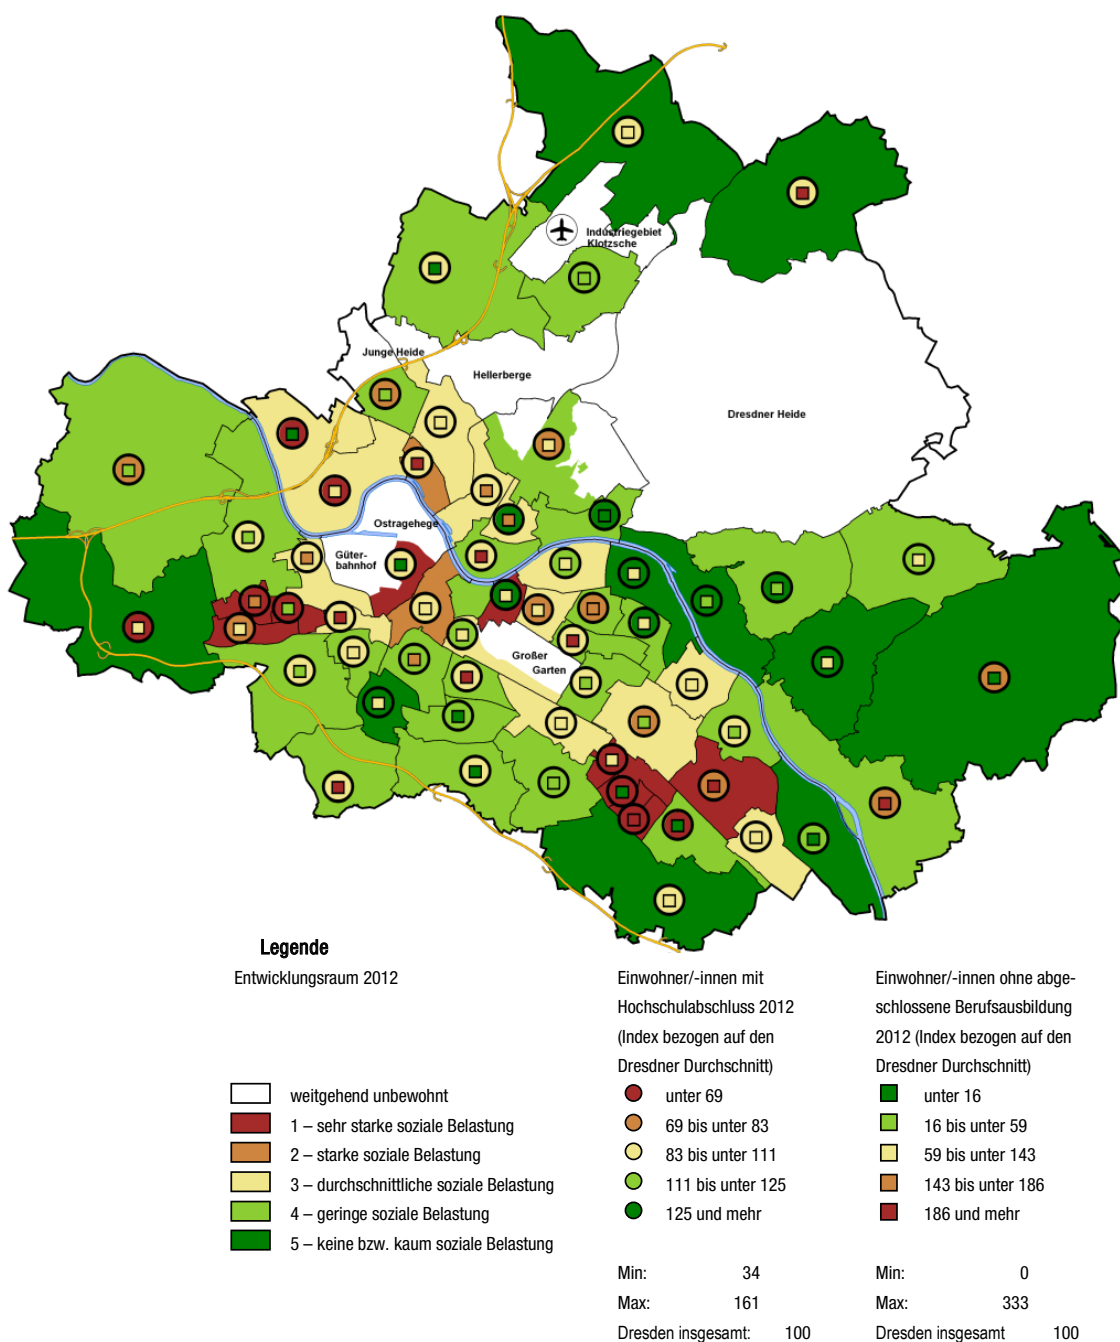 Industriegebiet
Klotzsche
Junge Heide
Hellerberge
Dresdner Heide
Ostragehege
Güter-
bahnhof
Großer
Garten
Legende
Entwicklungsraum 2012
weitgehend unbewohnt
1 – sehr starke soziale Belastung
2 – starke soziale Belastung
3 – durchschnittliche soziale Belastung
4 – geringe soziale Belastung
5 – keine bzw. kaum soziale Belastung
Einwohner/-innen mit
Hochschulabschluss 2012
(Index bezogen auf den
Dresdner Durchschnitt)
unter 69
69 bis unter 83
83 bis unter 111
111 bis unter 125
125 und mehr
Min: 34
Max: 161
Dresden insgesamt: 100
Einwohner/-innen ohne abge-
schlossene Berufsausbildung
2012 (Index bezogen auf den
Dresdner Durchschnitt)
unter 16
16 bis unter 59
59 bis unter 143
143 bis unter 186
186 und mehr
Min: 0
Max: 333
Dresden insgesamt 100